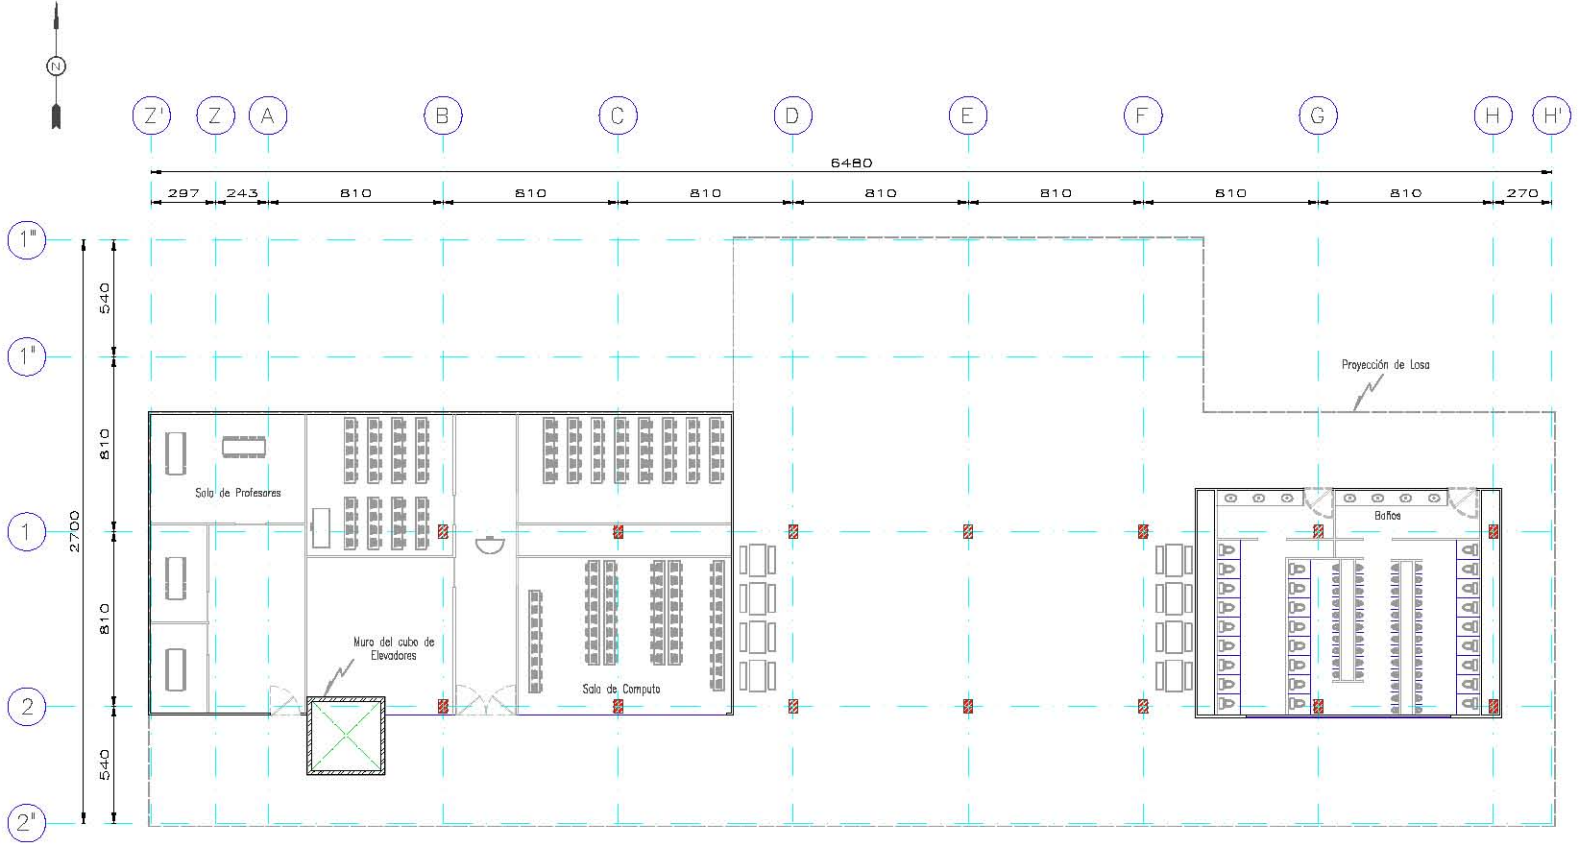 N
Z' Z A B C D E F G H H'
6480
297 243 810 810 810 810 810 810 810 270
1'''
540
1''
Proyección de Losa
810
Sala de Profesores
Baños
1
2700
810
Muro del cubo de
Elevadores
Sala de Computo
2
540
2''